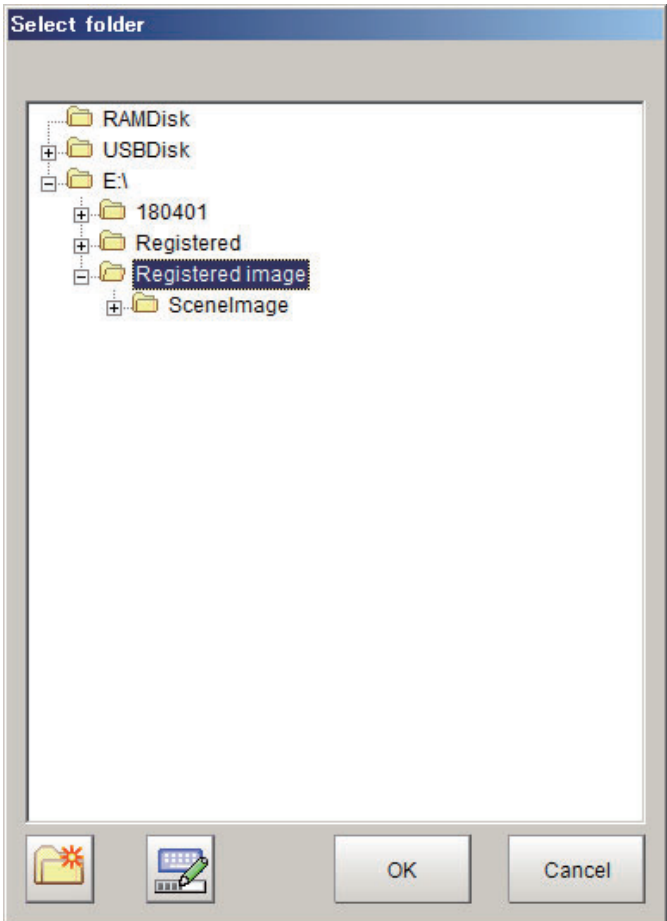 Select folder
RAMDisk
USBDisk
E:\
180401
Registered
Registered image
SceneImage
OK
Cancel